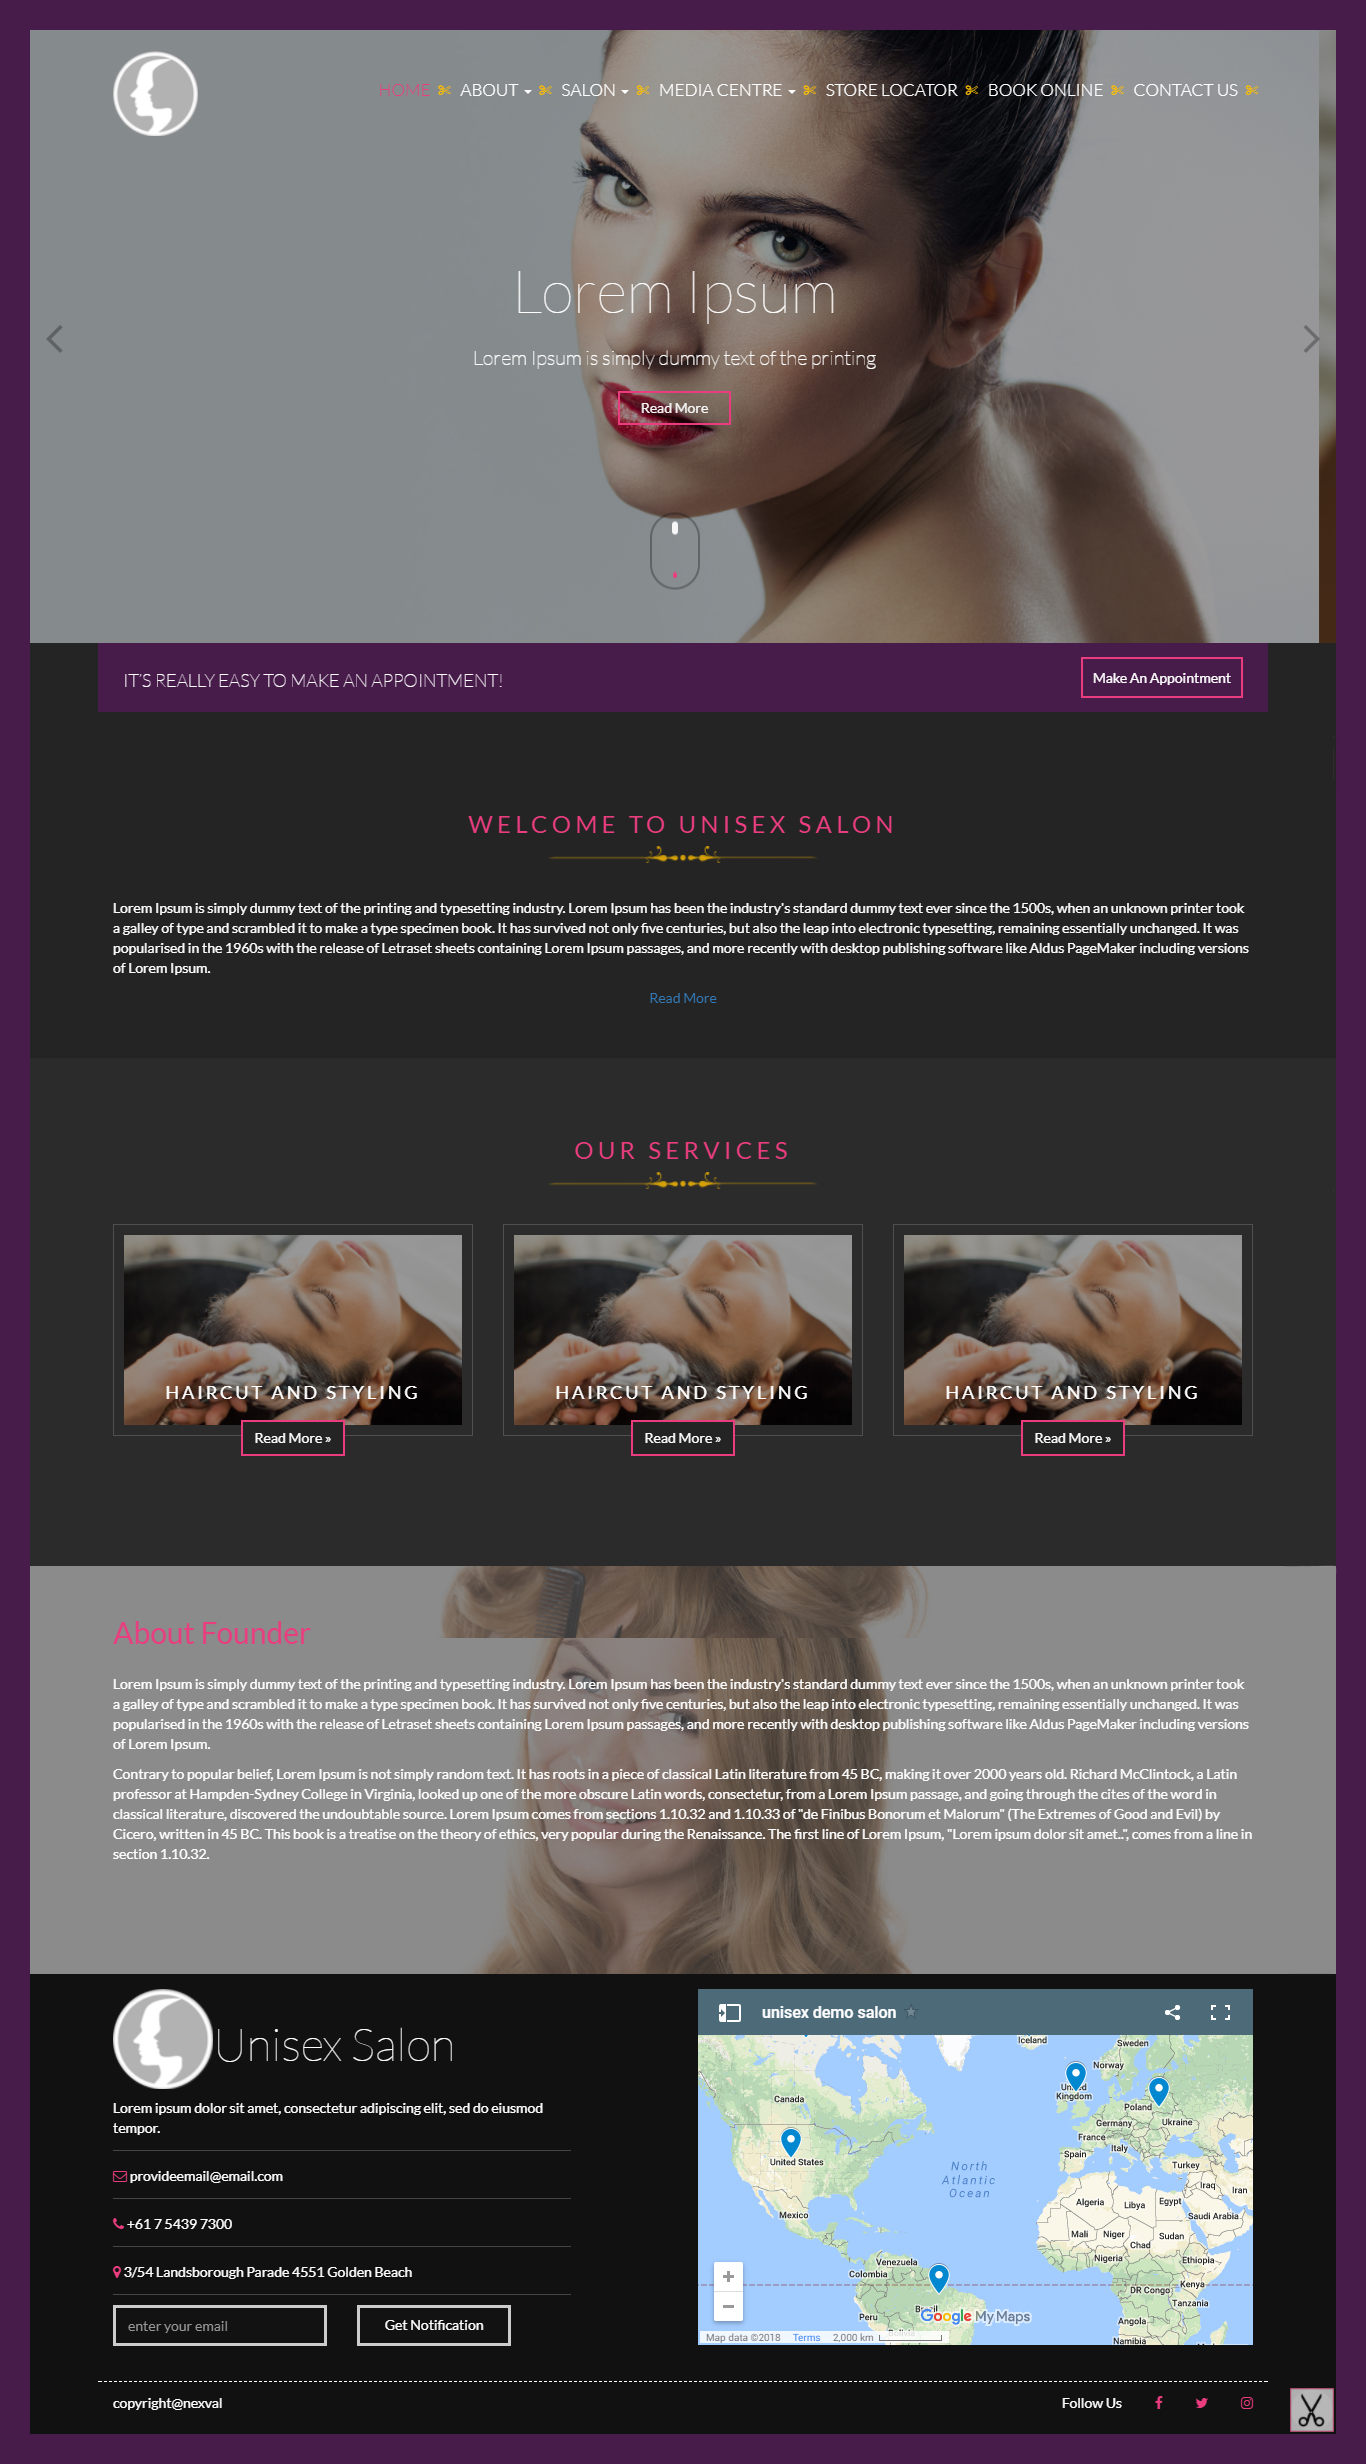 HOME ABOUT SALON MEDIA CENTRE STORE LOCATOR BOOK ONLINE CONTACT US
Lorem Ipsum
Lorem Ipsum is simply dummy text of the printing
Read More
IT'S REALLY EASY TO MAKE AN APPOINTMENT!
Make An Appointment
WELCOME TO UNISEX SALON
Lorem Ipsum is simply dummy text of the printing and typesetting industry. Lorem Ipsum has been the industry's standard dummy text ever since the 1500s, when an unknown printer took
a galley of type and scrambled it to make a type specimen book. It has survived not only five centuries, but also the leap into electronic typesetting, remaining essentially unchanged. It was
popularised in the 1960s with the release of Letraset sheets containing Lorem Ipsum passages, and more recently with desktop publishing software like Aldus PageMaker including versions
of Lorem Ipsum.
Read More
OUR SERVICES
HAIRCUT AND STYLING
Read More »
HAIRCUT AND STYLING
Read More »
HAIRCUT AND STYLING
Read More »
About Founder
Lorem Ipsum is simply dummy text of the printing and typesetting industry. Lorem Ipsum has been the industry's standard dummy text ever since the 1500s, when an unknown printer took
a galley of type and scrambled it to make a type specimen book. It has survived not only five centuries, but also the leap into electronic typesetting, remaining essentially unchanged. It was
popularised in the 1960s with the release of Letraset sheets containing Lorem Ipsum passages, and more recently with desktop publishing software like Aldus PageMaker including versions
of Lorem Ipsum.
Contrary to popular belief, Lorem Ipsum is not simply random text. It has roots in a piece of classical Latin literature from 45 BC, making it over 2000 years old. Richard McClintock, a Latin
professor at Hampden-Sydney College in Virginia, looked up one of the more obscure Latin words, consectetur, from a Lorem Ipsum passage, and going through the cites of the word in
classical literature, discovered the undoubtable source. Lorem Ipsum comes from sections 1.10.32 and 1.10.33 of "de Finibus Bonorum et Malorum" (The Extremes of Good and Evil) by
Cicero, written in 45 BC. This book is a treatise on the theory of ethics, very popular during the Renaissance. The first line of Lorem Ipsum, "Lorem ipsum dolor sit amet..", comes from a line in
section 1.10.32.
Unisex Salon
Lorem ipsum dolor sit amet, consectetur adipiscing elit, sed do eiusmod
tempor.
provideemail@email.com
+61 7 5439 7300
3/54 Landsborough Parade 4551 Golden Beach
enter your email
Get Notification
unisex demo salon
Iceland
Sweden
Norway
Canada
United
Kingdom
Poland
Germany
Ukraine
France
Italy
Spain
United States
Turkey
North
Atlantic
Ocean
Iraq
Iran
Algeria
Libya
Egypt
Saudi Arabia
Mexico
Mali
Niger
Sudan
Chad
Nigeria
Ethiopia
Venezuela
Colombia
DR Congo
Kenya
Tanzania
Brazil
Peru
Angola
Namibia
Bolivia
+
−
Google My Maps
Map data ©2018 Terms 2,000 km
copyright@nexval
Follow Us